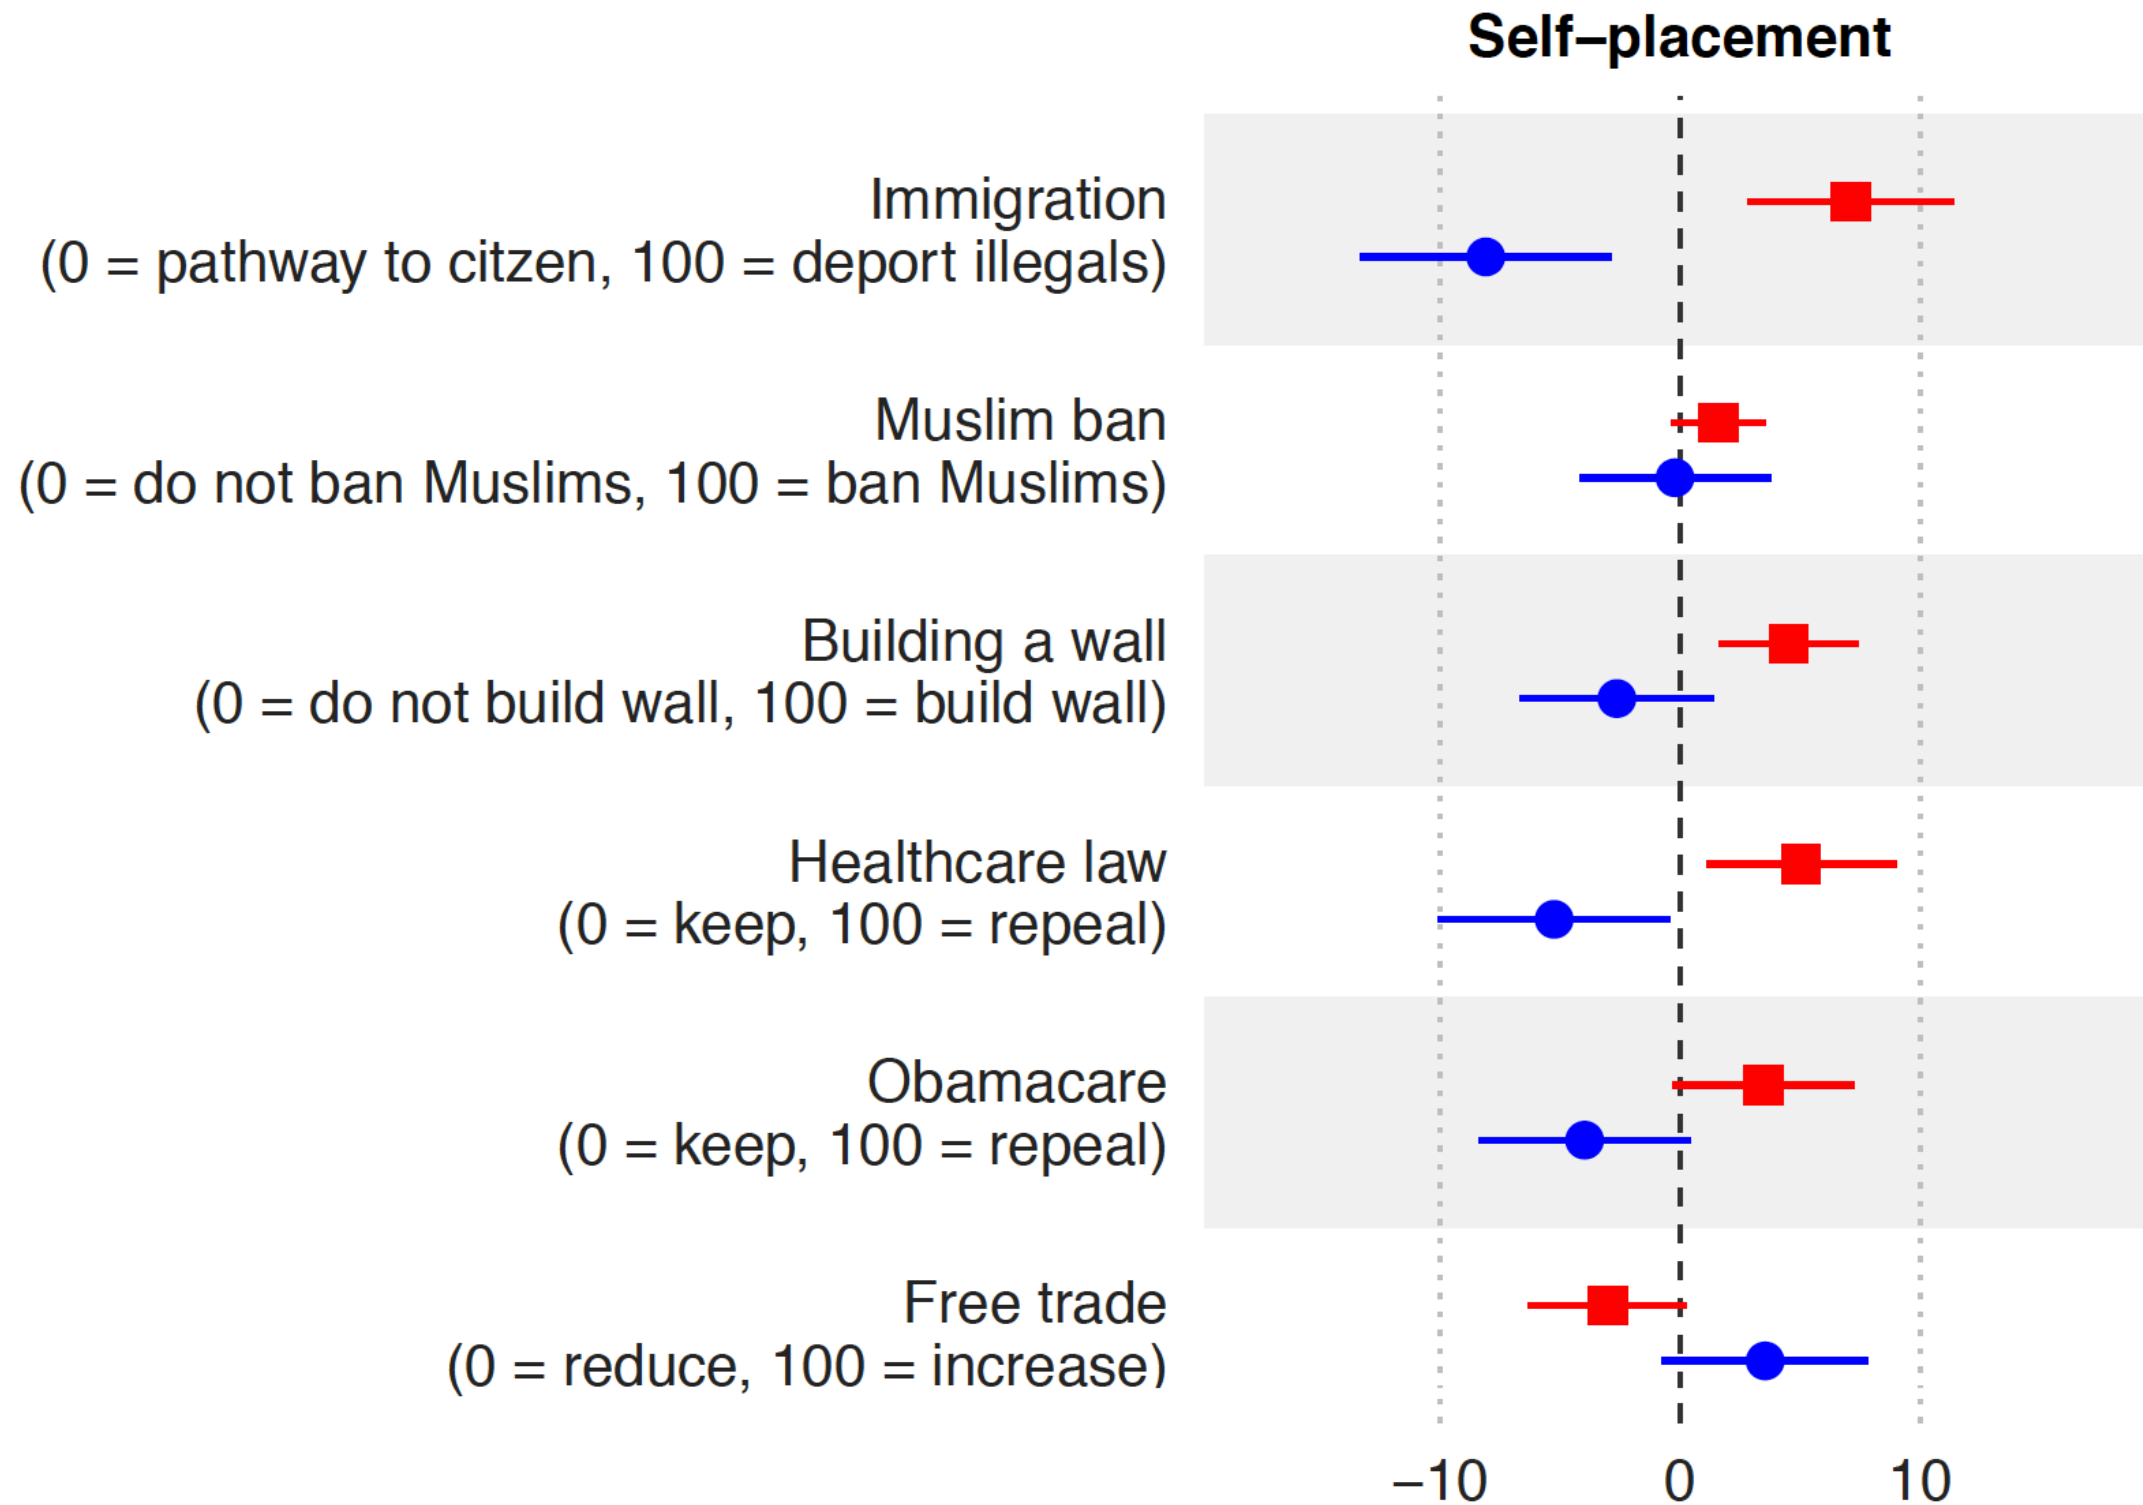 Self–placement
Immigration
(0 = pathway to citzen, 100 = deport illegals)
Muslim ban
(0 = do not ban Muslims, 100 = ban Muslims)
Building a wall
(0 = do not build wall, 100 = build wall)
Healthcare law
(0 = keep, 100 = repeal)
Obamacare
(0 = keep, 100 = repeal)
Free trade
(0 = reduce, 100 = increase)
−10 0 10